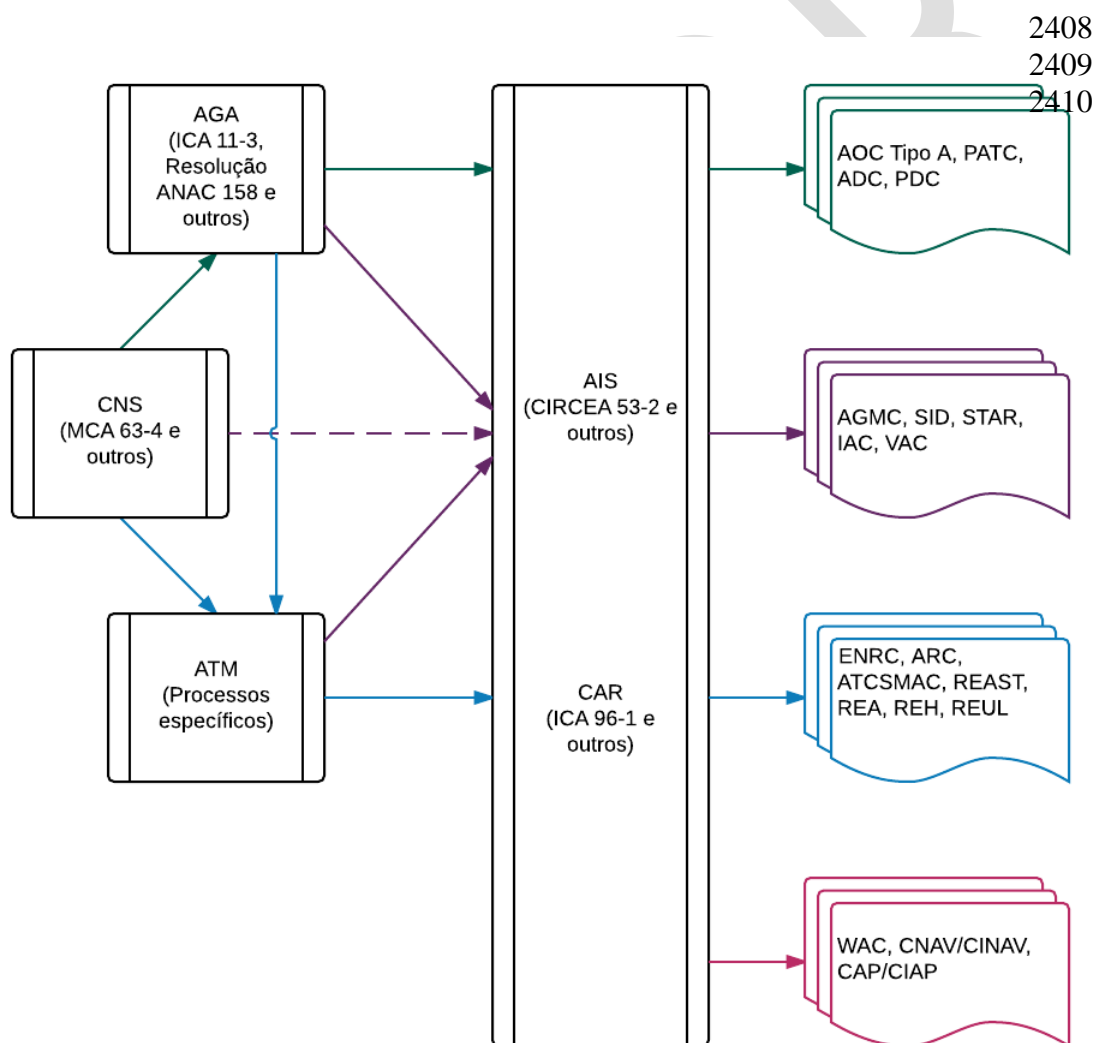 2408
2409
2410
AGA
(ICA 11-3,
Resolução
ANAC 158 e
outros)
AOC Tipo A, PATC,
ADC, PDC
CNS
(MCA 63-4 e
outros)
AIS
(CIRCEA 53-2 e
outros)
AGMC, SID, STAR,
IAC, VAC
ATM
(Processos
específicos)
CAR
(ICA 96-1 e
outros)
ENRC, ARC,
ATCSMAC, REAST,
REA, REH, REUL
WAC, CNAV/CINAV,
CAP/CIAP